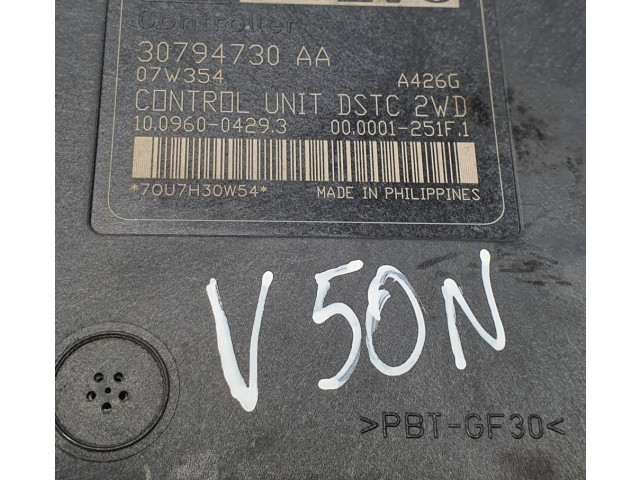 Controller
30794730 AA
07W354 A426G
CONTROL UNIT DSTC 2WD
10.0960-0429.3 00.0001-251F.1
*7OU7H30W54* MADE IN PHILIPPINES
V 50N
>PBT-GF30<